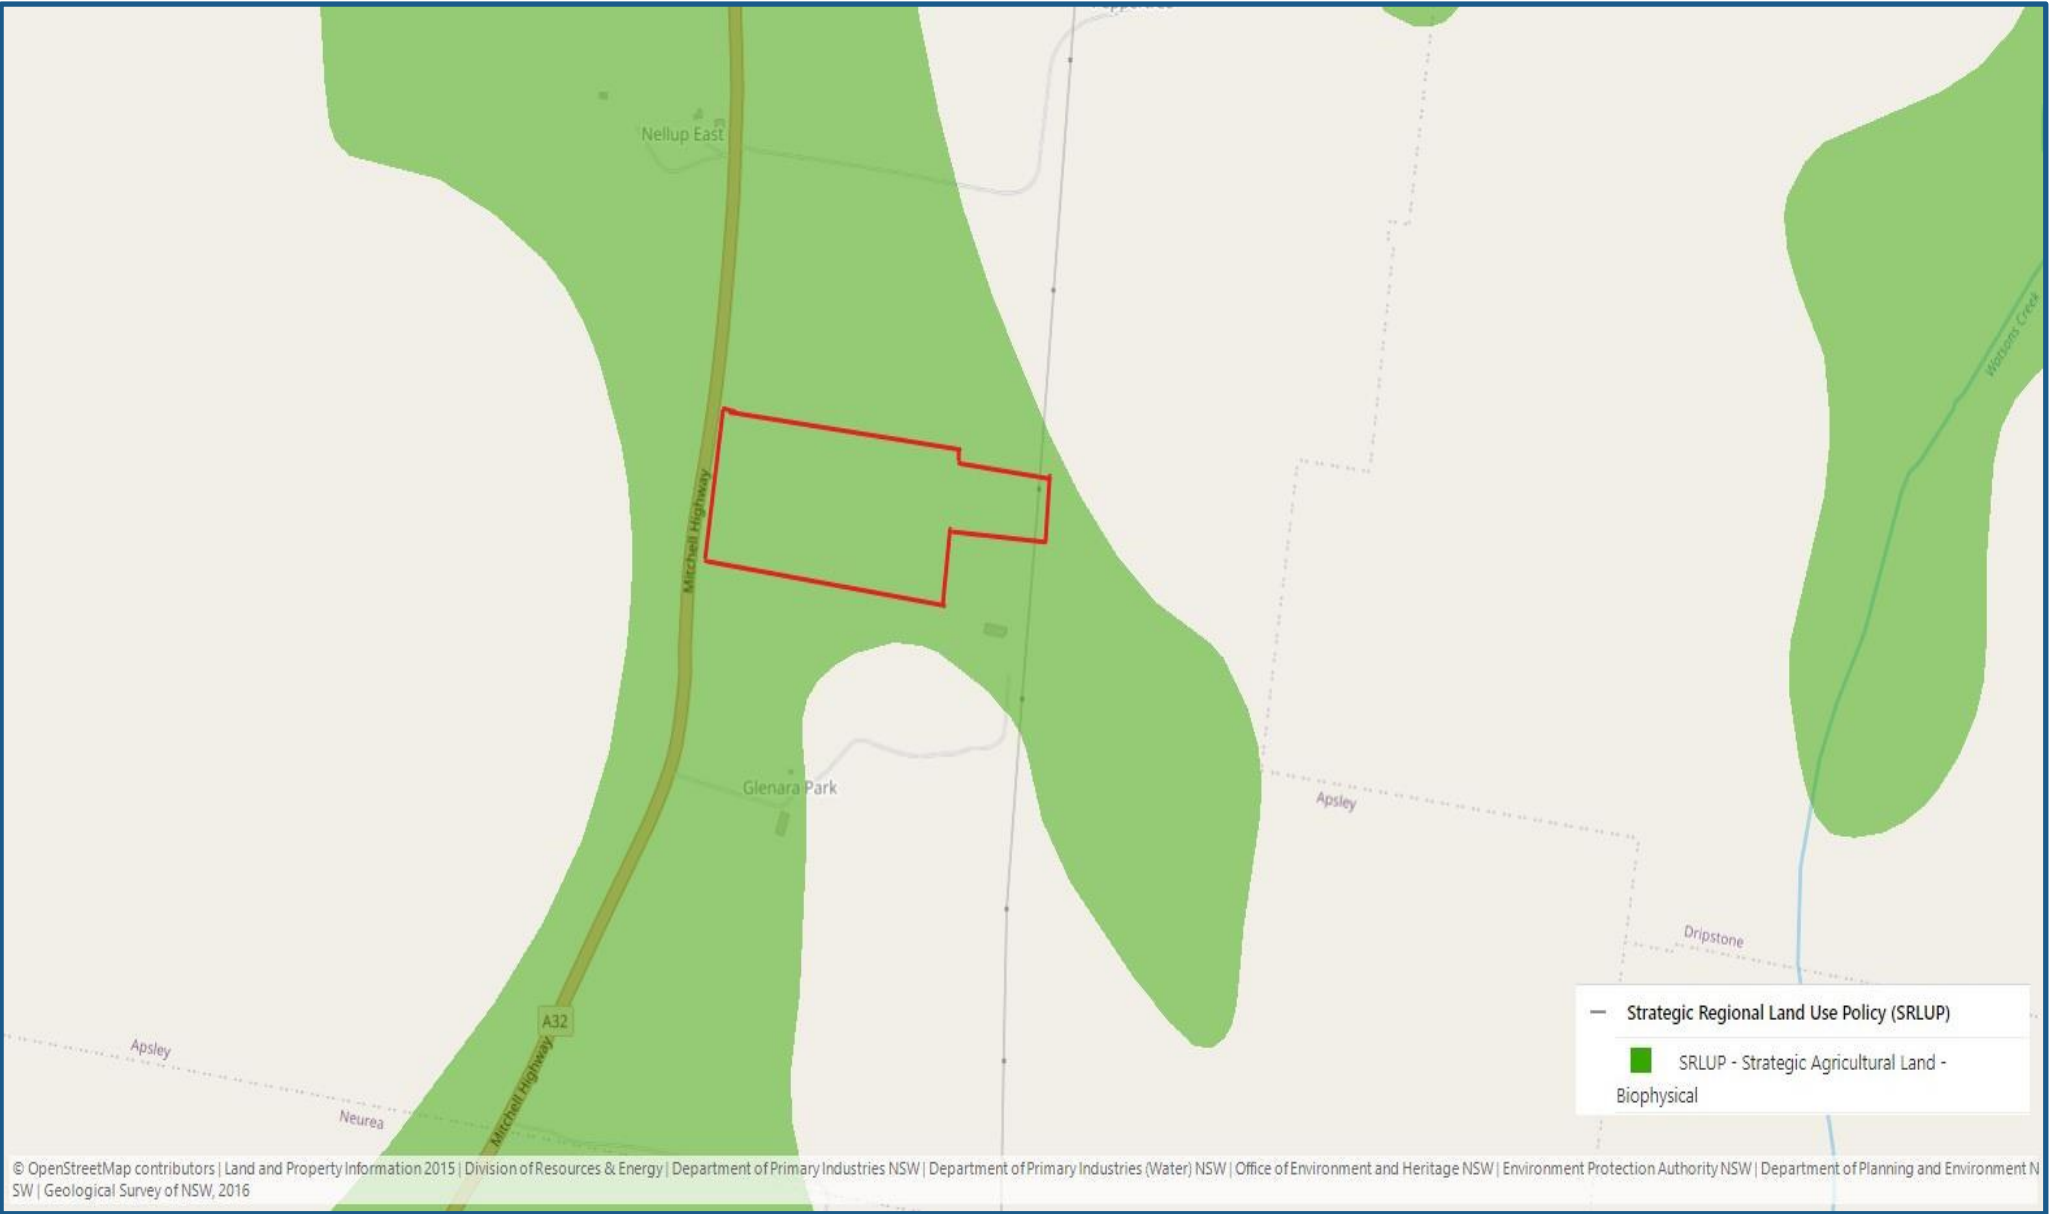 Nellup East
Watsons Creek
Mitchell Highway
Glenara Park
Apsley
Dripstone
A32
Strategic Regional Land Use Policy (SRLUP)
SRLUP - Strategic Agricultural Land -
Biophysical
Apsley
Mitchell Highway
Neurea
© OpenStreetMap contributors | Land and Property Information 2015 | Division of Resources & Energy | Department of Primary Industries NSW | Department of Primary Industries (Water) NSW | Office of Environment and Heritage NSW | Environment Protection Authority NSW | Department of Planning and Environment N
SW | Geological Survey of NSW, 2016